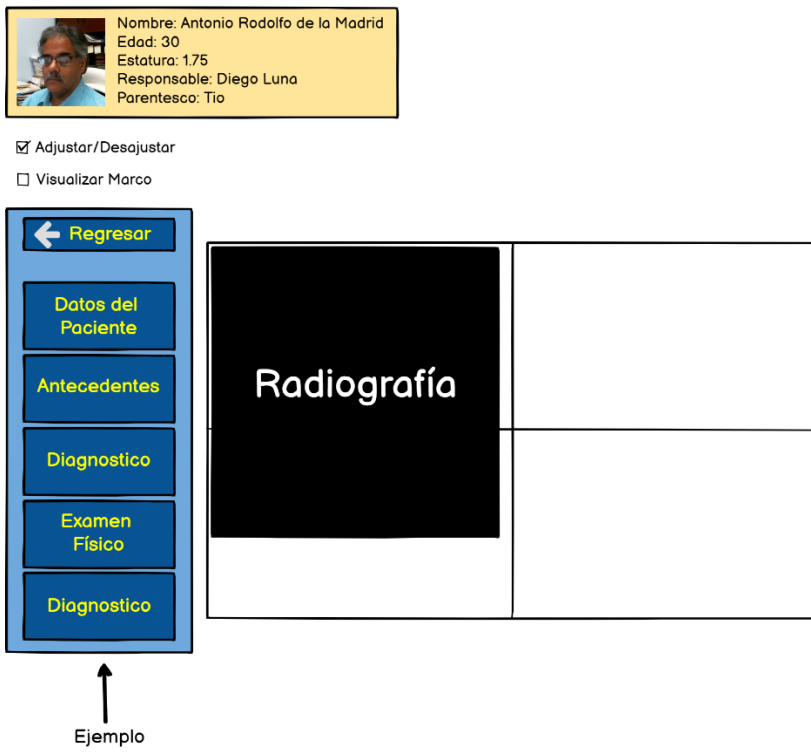 Nombre: Antonio Rodolfo de la Madrid
Edad: 30
Estatura: 1.75
Responsable: Diego Luna
Parentesco: Tio
Adjustar/Desajustar
Visualizar Marco
Regresar
Datos del
Paciente
Antecedentes
Diagnostico
Examen
Físico
Diagnostico
Radiografía
Ejemplo